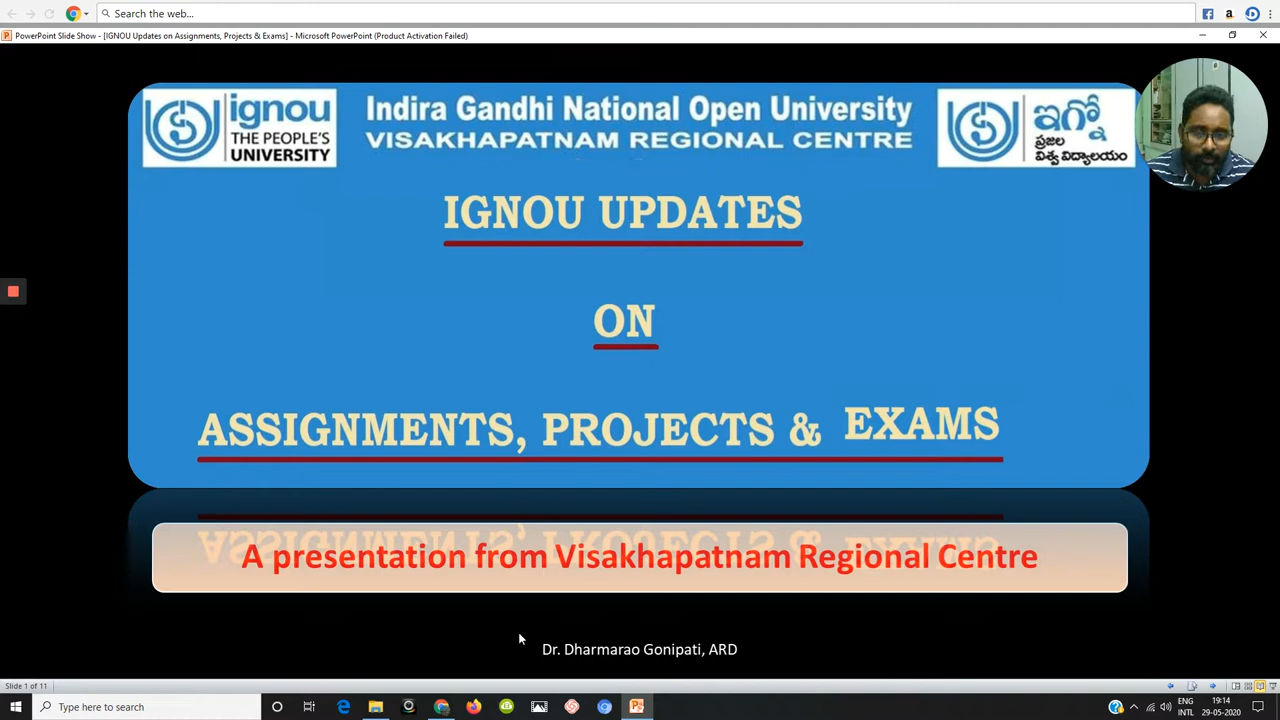 Search the web...
PowerPoint Slide Show - [IGNOU Updates on Assignments, Projects & Exams] - Microsoft PowerPoint (Product Activation Failed)
ignou
THE PEOPLE'S
UNIVERSITY
Indira Gandhi National Open University
VISAKHAPATNAM REGIONAL CENTRE
ఇగ్నో
ప్రజల
విశ్వ విద్యాలయం
IGNOU UPDATES
ON
ASSIGNMENTS, PROJECTS & EXAMS
A presentation from Visakhapatnam Regional Centre
Dr. Dharmarao Gonipati, ARD
Slide 1 of 11
Type here to search
ENG
INTL
19:14
29-05-2020